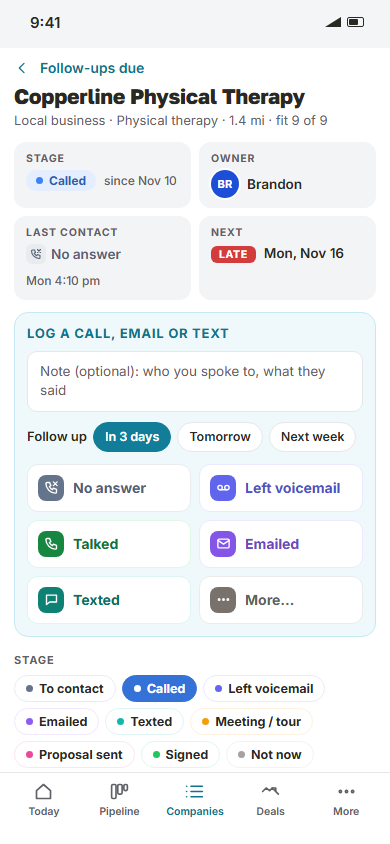 9:41
Follow-ups due
Copperline Physical Therapy
Local business · Physical therapy · 1.4 mi · fit 9 of 9
STAGE
Called since Nov 10
OWNER
BR Brandon
LAST CONTACT
No answer
Mon 4:10 pm
NEXT
LATE Mon, Nov 16
LOG A CALL, EMAIL OR TEXT
Note (optional): who you spoke to, what they
said
Follow up In 3 days Tomorrow Next week
No answer Left voicemail
Talked Emailed
Texted More...
STAGE
To contact Called Left voicemail
Emailed Texted Meeting / tour
Proposal sent Signed Not now
Today Pipeline Companies Deals More